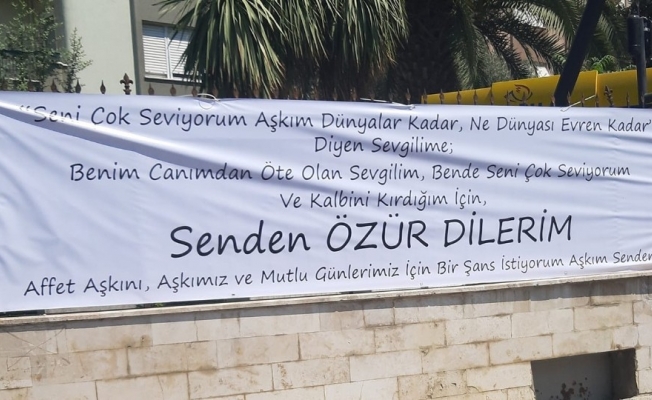 "Seni Çok Seviyorum Aşkım Dünyalar Kadar, Ne Dünyası Evren Kadar"
Diyen Sevgilime;
Benim Canımdan Öte Olan Sevgilim, Bende Seni Çok Seviyorum
Ve Kalbini Kırdığım İçin,
Senden ÖZÜR DİLERİM
Affet Aşkını, Aşkımız ve Mutlu Günlerimiz İçin Bir Şans İstiyorum Aşkım Senden